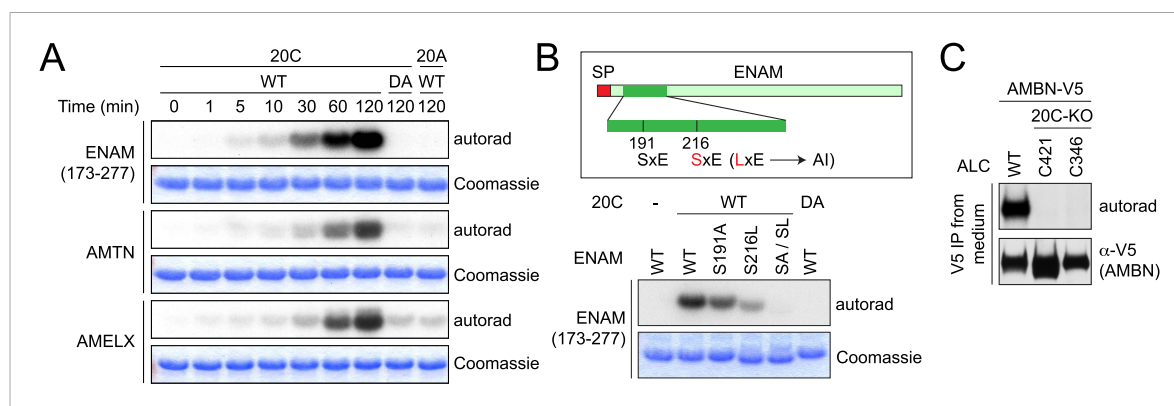 A
20C 20A
WT DA WT
Time (min) 0 1 5 10 30 60 120 120 120
ENAM
(173-277)
autorad
Coomassie
AMTN
autorad
Coomassie
AMELX
autorad
Coomassie
B
SP ENAM
191 216
SxE SxE (LxE → AI)
20C - WT DA
ENAM WT WT S191A S216L SA / SL WT
ENAM
(173-277)
autorad
Coomassie
C
AMBN-V5
20C-KO
ALC WT C421 C346
V5 IP from
medium
autorad
α-V5
(AMBN)